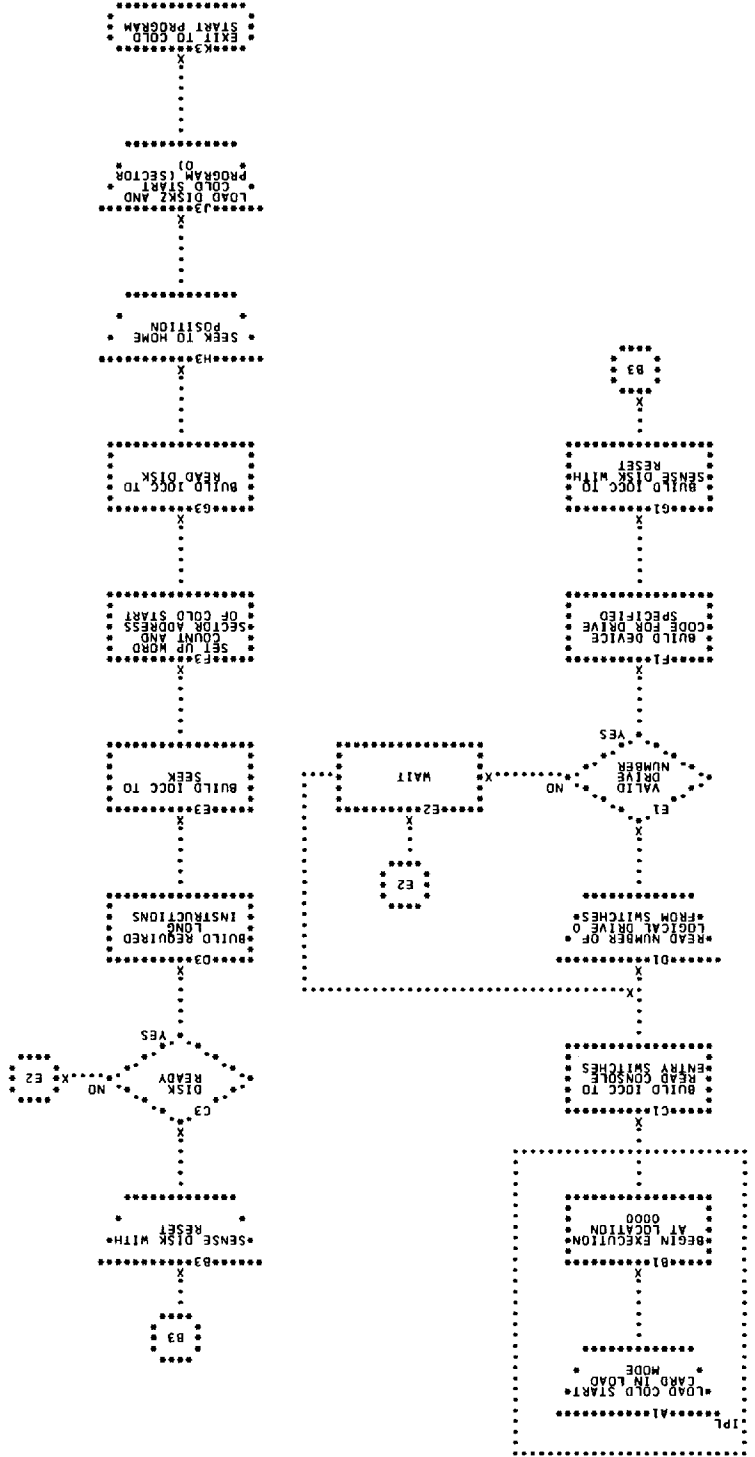 IPL
A1
LOAD COLD START
CARD IN LOAD
MODE
B1
BEGIN EXECUTION
AT LOCATION
0000
C1
BUILD IOCC TO
READ CONSOLE
ENTRY SWITCHES
X
D1
READ NUMBER OF
LOGICAL DRIVE 0
FROM SWITCHES
X
E1
VALID
DRIVE
NUMBER
NO
YES
X
F1
BUILD DEVICE
CODE FOR DRIVE
SPECIFIED
X
G1
BUILD IOCC TO
SENSE DISK WITH
RESET
X
B3
E2
X
E2
WAIT
X
B3
X
B3
SENSE DISK WITH
RESET
X
C3
DISK
READY
NO
X
E2
YES
X
D3
BUILD REQUIRED
LONG
INSTRUCTIONS
X
E3
BUILD IOCC TO
SEEK
X
F3
SET UP WORD
COUNT AND
SECTOR ADDRESS
OF COLD START
X
G3
BUILD IOCC TO
READ DISK
X
H3
SEEK TO HOME
POSITION
X
J3
LOAD DISKZ AND
COLD START
PROGRAM (SECTOR
0)
X
K3
EXIT TO COLD
START PROGRAM